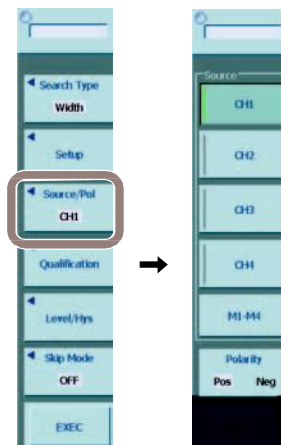 Search Type
Width
Setup
Source/Pol
CH1
Qualification
Level/Hys
Skip Mode
OFF
EXEC
Source
CH1
CH2
CH3
CH4
M1-M4
Polarity
Pos Neg